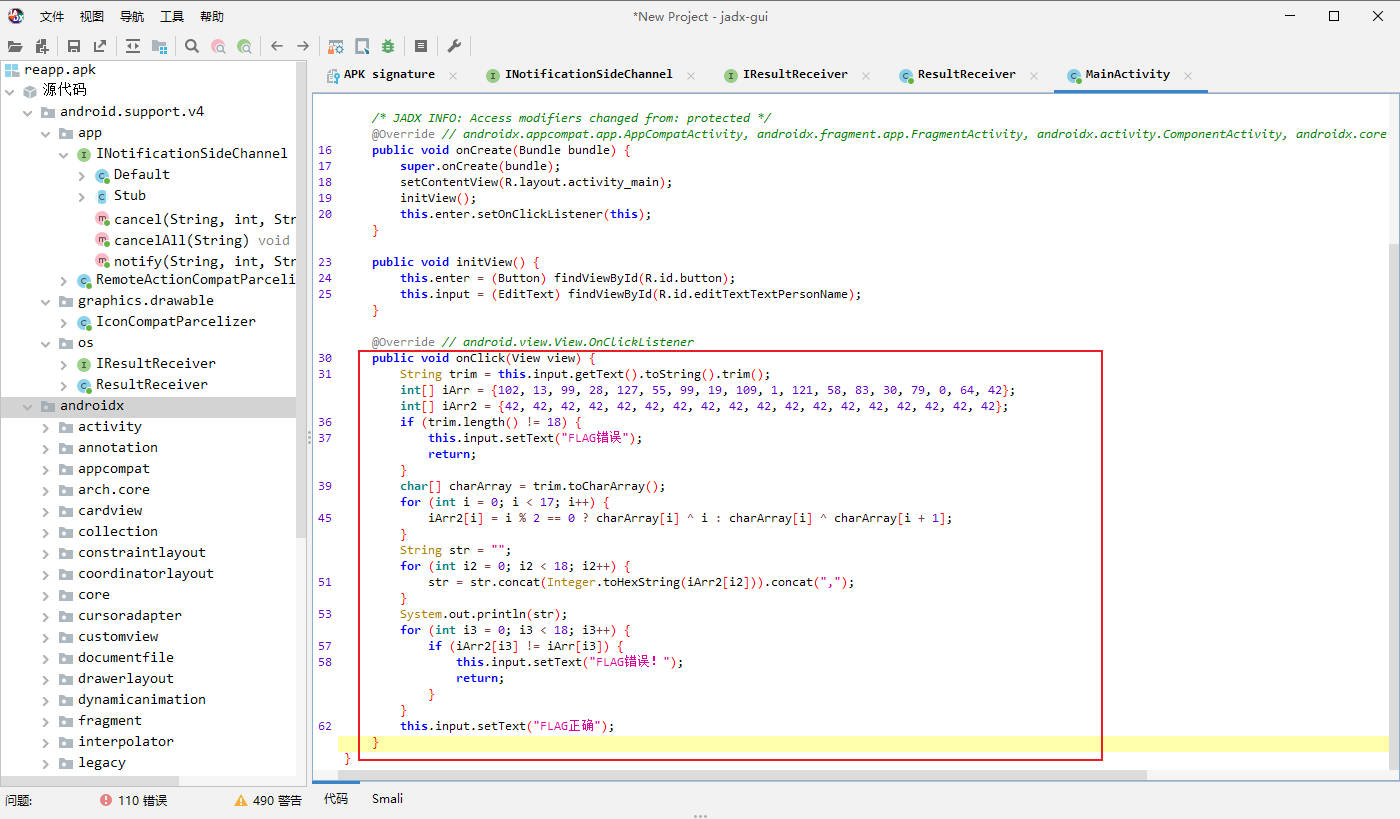 *New Project - jadx-gui
文件 视图 导航 工具 帮助
reapp.apk
源代码
android.support.v4
app
INotificationSideChannel
Default
Stub
cancel(String, int, Str
cancelAll(String) void
notify(String, int, Str
RemoteActionCompatParceli
graphics.drawable
IconCompatParcelizer
os
IResultReceiver
ResultReceiver
androidx
activity
annotation
appcompat
arch.core
cardview
collection
constraintlayout
coordinatorlayout
core
cursoradapter
customview
documentfile
drawerlayout
dynamicanimation
fragment
interpolator
legacy
APK signature INotificationSideChannel IResultReceiver ResultReceiver MainActivity
/* JADX INFO: Access modifiers changed from: protected */
@Override // androidx.appcompat.app.AppCompatActivity, androidx.fragment.app.FragmentActivity, androidx.activity.ComponentActivity, androidx.core
16 public void onCreate(Bundle bundle) {
17 super.onCreate(bundle);
18 setContentView(R.layout.activity_main);
19 initView();
20 this.enter.setOnClickListener(this);
}
23 public void initView() {
24 this.enter = (Button) findViewById(R.id.button);
25 this.input = (EditText) findViewById(R.id.editTextTextPersonName);
}
@Override // android.view.View.OnClickListener
30 public void onClick(View view) {
31 String trim = this.input.getText().toString().trim();
int[] iArr = {102, 13, 99, 28, 127, 55, 99, 19, 109, 1, 121, 58, 83, 30, 79, 0, 64, 42};
int[] iArr2 = {42, 42, 42, 42, 42, 42, 42, 42, 42, 42, 42, 42, 42, 42, 42, 42, 42, 42};
36 if (trim.length() != 18) {
37 this.input.setText("FLAG错误");
return;
}
39 char[] charArray = trim.toCharArray();
for (int i = 0; i < 17; i++) {
45 iArr2[i] = i % 2 == 0 ? charArray[i] ^ i : charArray[i] ^ charArray[i + 1];
}
String str = "";
for (int i2 = 0; i2 < 18; i2++) {
51 str = str.concat(Integer.toHexString(iArr2[i2])).concat(",");
}
53 System.out.println(str);
for (int i3 = 0; i3 < 18; i3++) {
57 if (iArr2[i3] != iArr[i3]) {
58 this.input.setText("FLAG错误！");
return;
}
}
62 this.input.setText("FLAG正确");
}
}
问题: 110 错误 490 警告 代码 Smali